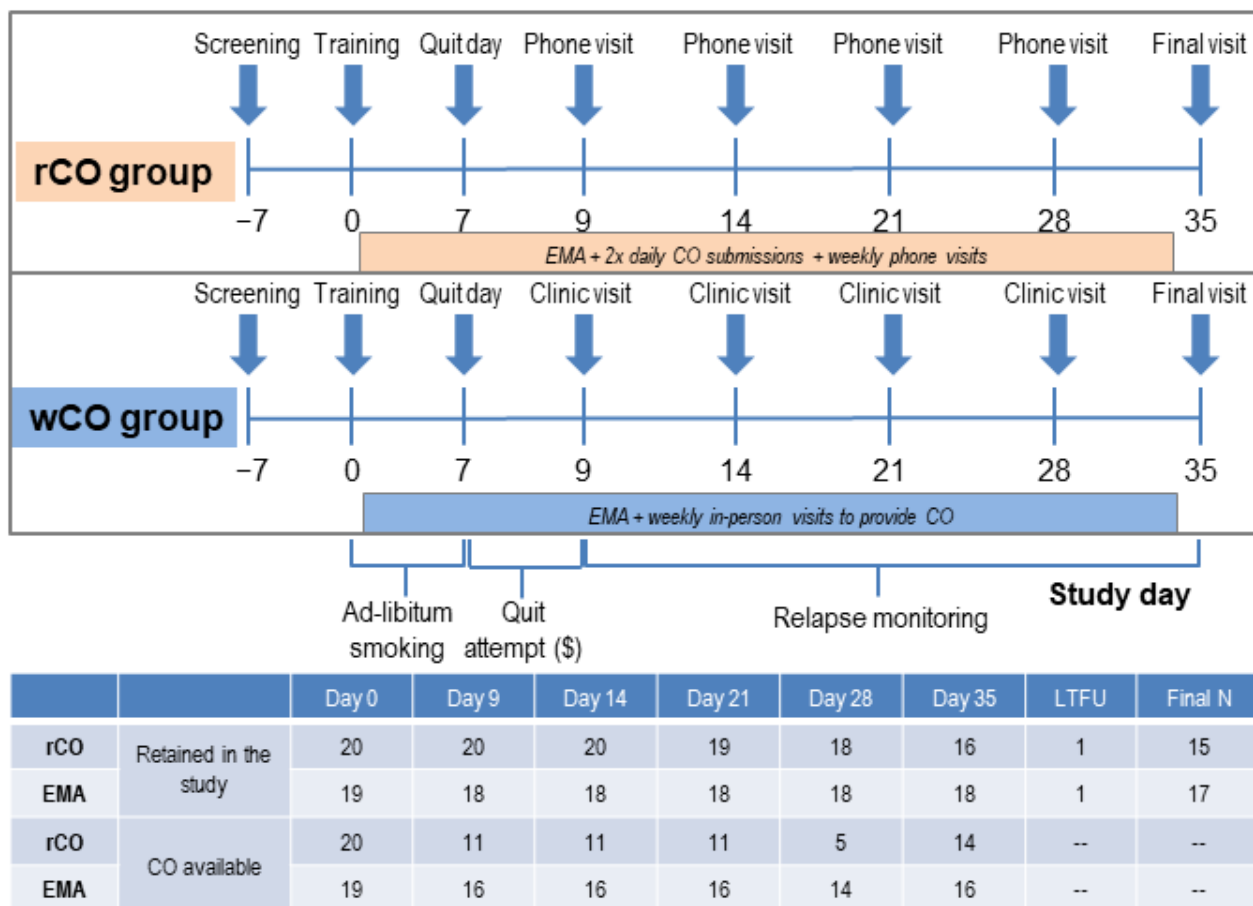 Screening Training Quit day Phone visit Phone visit Phone visit Phone visit Final visit
rCO group
−7 0 7 9 14 21 28 35
EMA + 2x daily CO submissions + weekly phone visits
Screening Training Quit day Clinic visit Clinic visit Clinic visit Clinic visit Final visit
wCO group
−7 0 7 9 14 21 28 35
EMA + weekly in-person visits to provide CO
Study day
Ad-libitum
smoking
Quit
attempt ($)
Relapse monitoring
Day 0 Day 9 Day 14 Day 21 Day 28 Day 35 LTFU Final N
rCO Retained in the study 20 20 20 19 18 16 1 15
EMA 19 18 18 18 18 18 1 17
rCO CO available 20 11 11 11 5 14 -- --
EMA 19 16 16 16 14 16 -- --